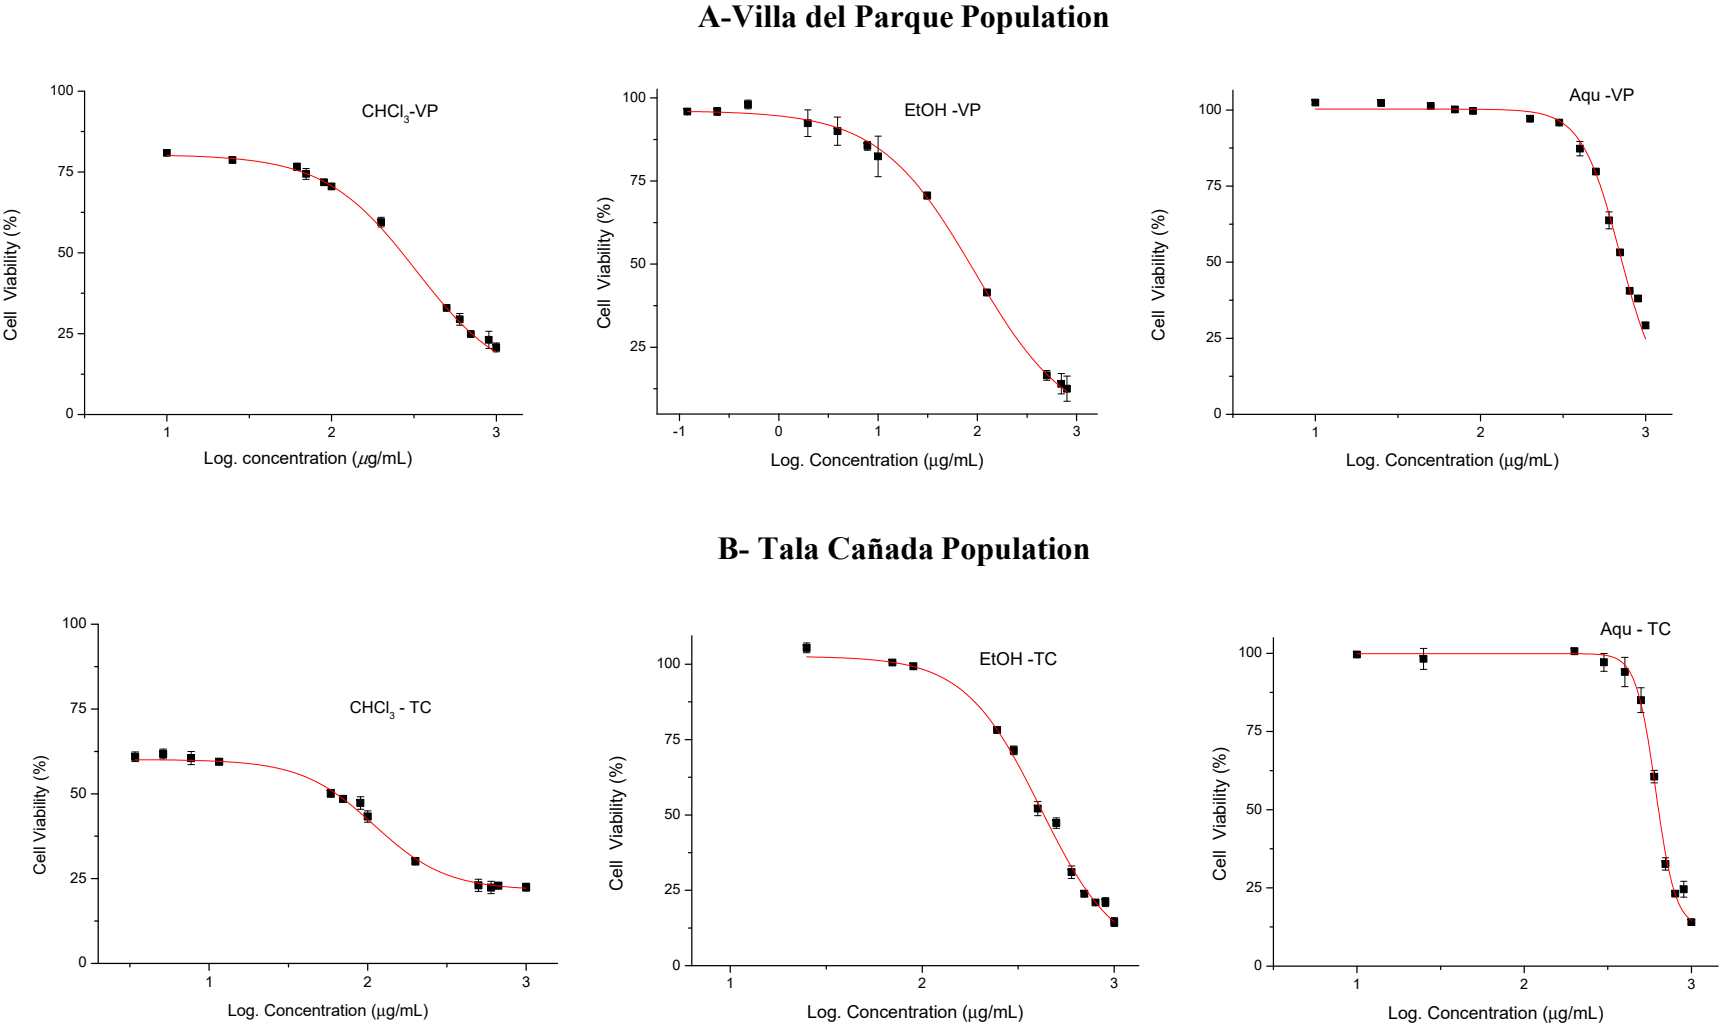 A-Villa del Parque Population
CHCl3-VP
100
75
50
25
0
Cell Viability (%)
1
2
3
Log. concentration (μg/mL)
EtOH -VP
100
75
50
25
Cell Viability (%)
-1
0
1
2
3
Log. Concentration (μg/mL)
Aqu -VP
100
75
50
25
0
Cell Viability (%)
1
2
3
Log. Concentration (μg/mL)
B- Tala Cañada Population
CHCl3 - TC
100
75
50
25
0
Cell Viability (%)
1
2
3
Log. Concentration (μg/mL)
EtOH -TC
100
75
50
25
0
Cell Viability (%)
1
2
3
Log. Concentration (μg/mL)
Aqu - TC
100
75
50
25
0
Cell Viability (%)
1
2
3
Log. Concentration (μg/mL)